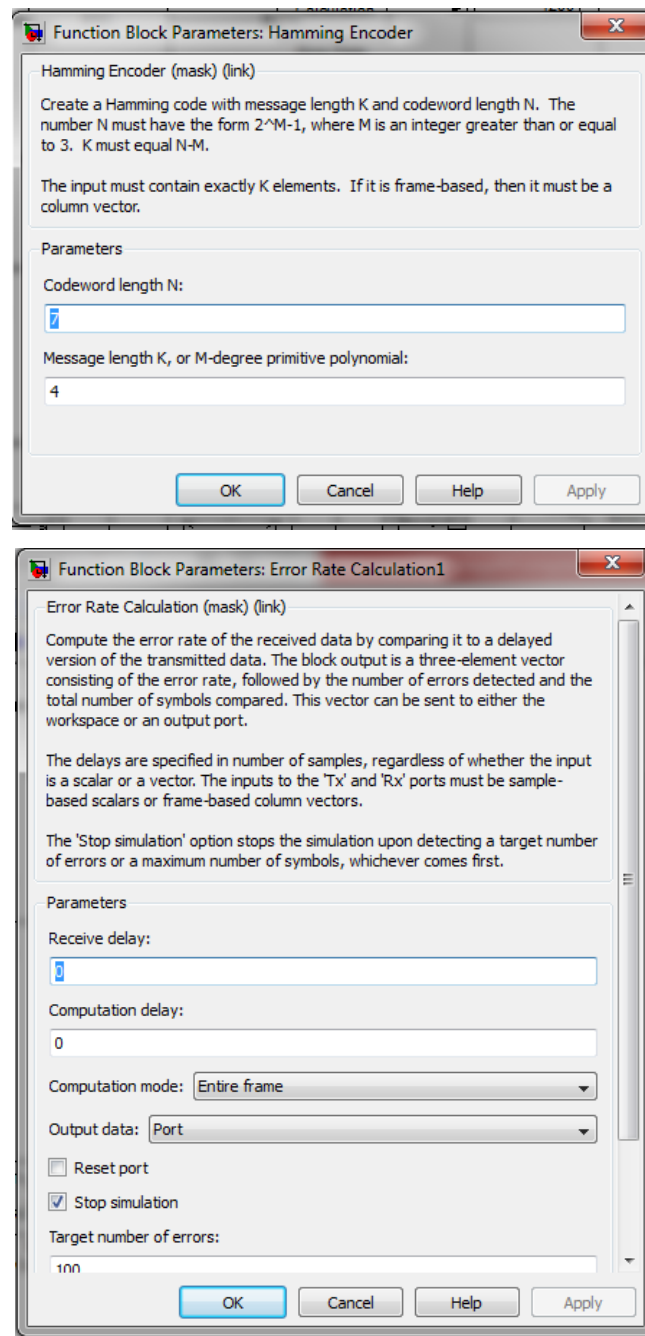 Function Block Parameters: Hamming Encoder
Hamming Encoder (mask) (link)
Create a Hamming code with message length K and codeword length N. The
number N must have the form 2^M-1, where M is an integer greater than or equal
to 3. K must equal N-M.
The input must contain exactly K elements. If it is frame-based, then it must be a
column vector.
Parameters
Codeword length N:
7
Message length K, or M-degree primitive polynomial:
4
OK Cancel Help Apply
Function Block Parameters: Error Rate Calculation1
Error Rate Calculation (mask) (link)
Compute the error rate of the received data by comparing it to a delayed
version of the transmitted data. The block output is a three-element vector
consisting of the error rate, followed by the number of errors detected and the
total number of symbols compared. This vector can be sent to either the
workspace or an output port.
The delays are specified in number of samples, regardless of whether the input
is a scalar or a vector. The inputs to the 'Tx' and 'Rx' ports must be sample-
based scalars or frame-based column vectors.
The 'Stop simulation' option stops the simulation upon detecting a target number
of errors or a maximum number of symbols, whichever comes first.
Parameters
Receive delay:
0
Computation delay:
0
Computation mode: Entire frame
Output data: Port
Reset port
Stop simulation
Target number of errors:
100
OK Cancel Help Apply